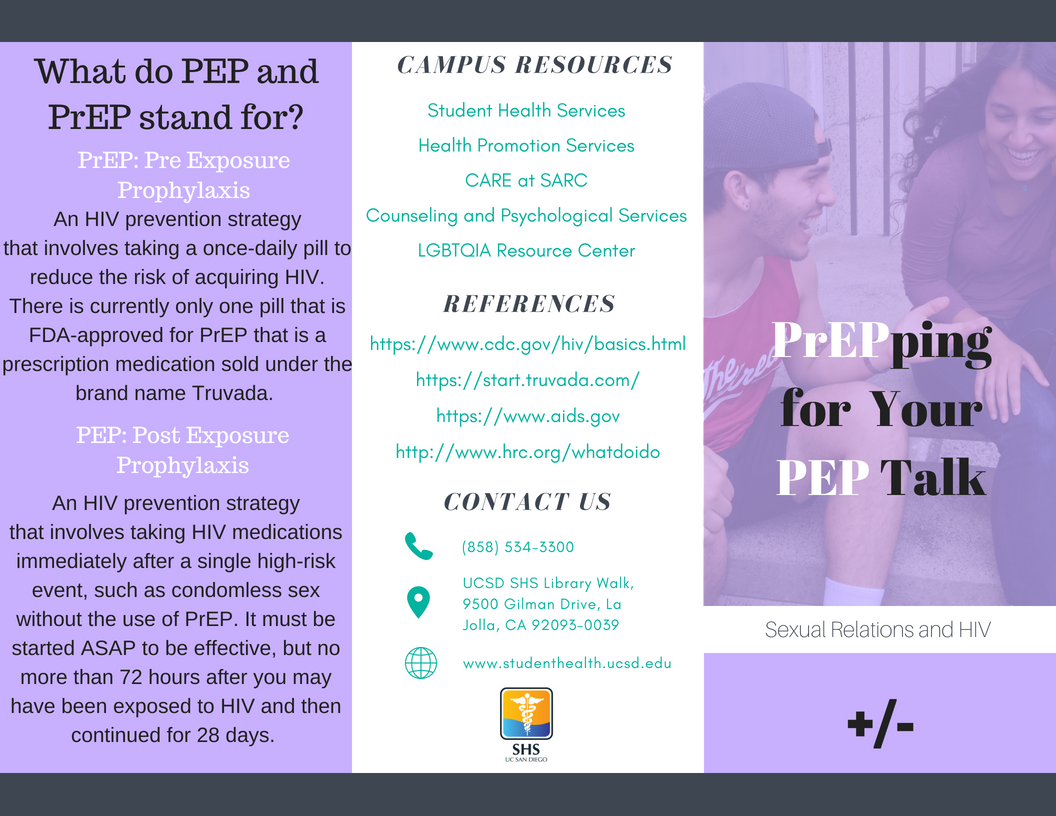 What do PEP and
PrEP stand for?
PrEP: Pre Exposure
Prophylaxis
An HIV prevention strategy
that involves taking a once-daily pill to
reduce the risk of acquiring HIV.
There is currently only one pill that is
FDA-approved for PrEP that is a
prescription medication sold under the
brand name Truvada.
PEP: Post Exposure
Prophylaxis
An HIV prevention strategy
that involves taking HIV medications
immediately after a single high-risk
event, such as condomless sex
without the use of PrEP. It must be
started ASAP to be effective, but no
more than 72 hours after you may
have been exposed to HIV and then
continued for 28 days.
CAMPUS RESOURCES
Student Health Services
Health Promotion Services
CARE at SARC
Counseling and Psychological Services
LGBTQIA Resource Center
REFERENCES
https://www.cdc.gov/hiv/basics.html
https://start.truvada.com/
https://www.aids.gov
http://www.hrc.org/whatdoido
CONTACT US
(858) 534-3300
UCSD SHS Library Walk,
9500 Gilman Drive, La
Jolla, CA 92093-0039
www.studenthealth.ucsd.edu
SHS
UC SAN DIEGO
The
PrEPping
for Your
PEP Talk
Sexual Relations and HIV
+/-